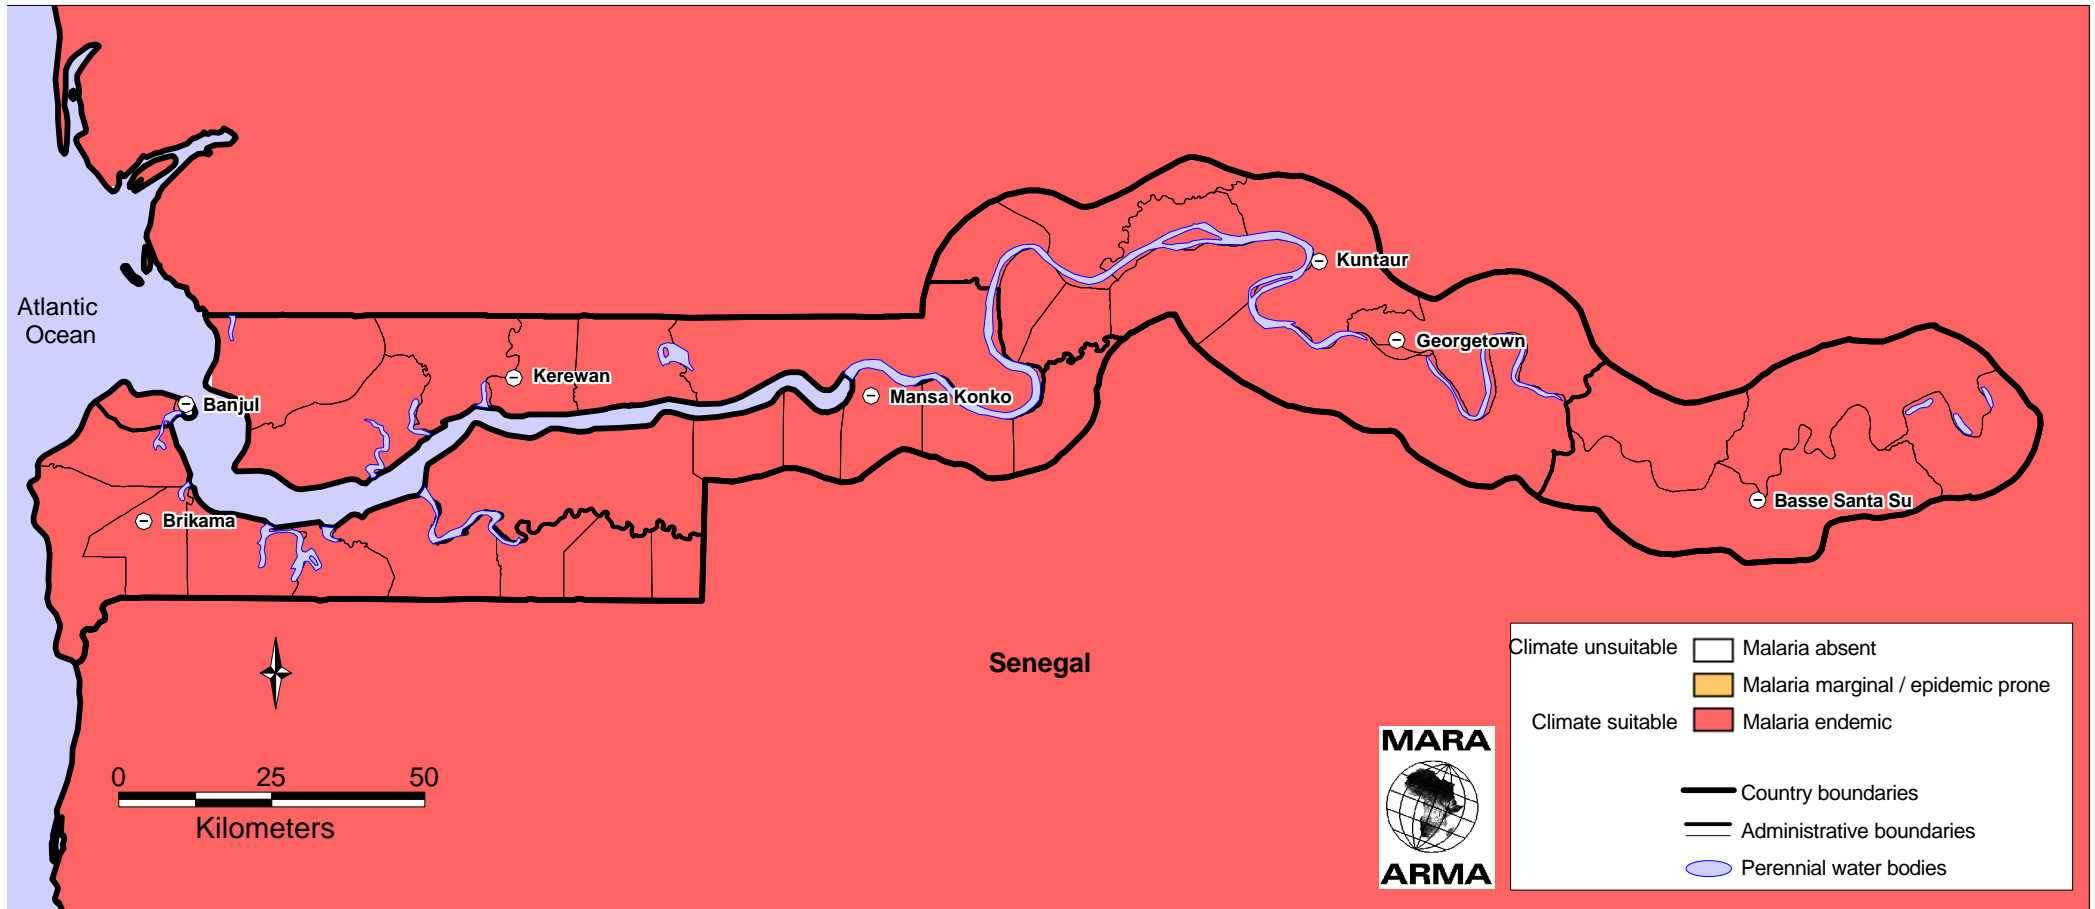 Atlantic
Ocean
Banjul
Brikama
Kerewan
Mansa Konko
Kuntaur
Georgetown
Basse Santa Su
Senegal
0 25 50
Kilometers
MARA
ARMA
Climate unsuitable Malaria absent
Malaria marginal / epidemic prone
Climate suitable Malaria endemic
Country boundaries
Administrative boundaries
Perennial water bodies